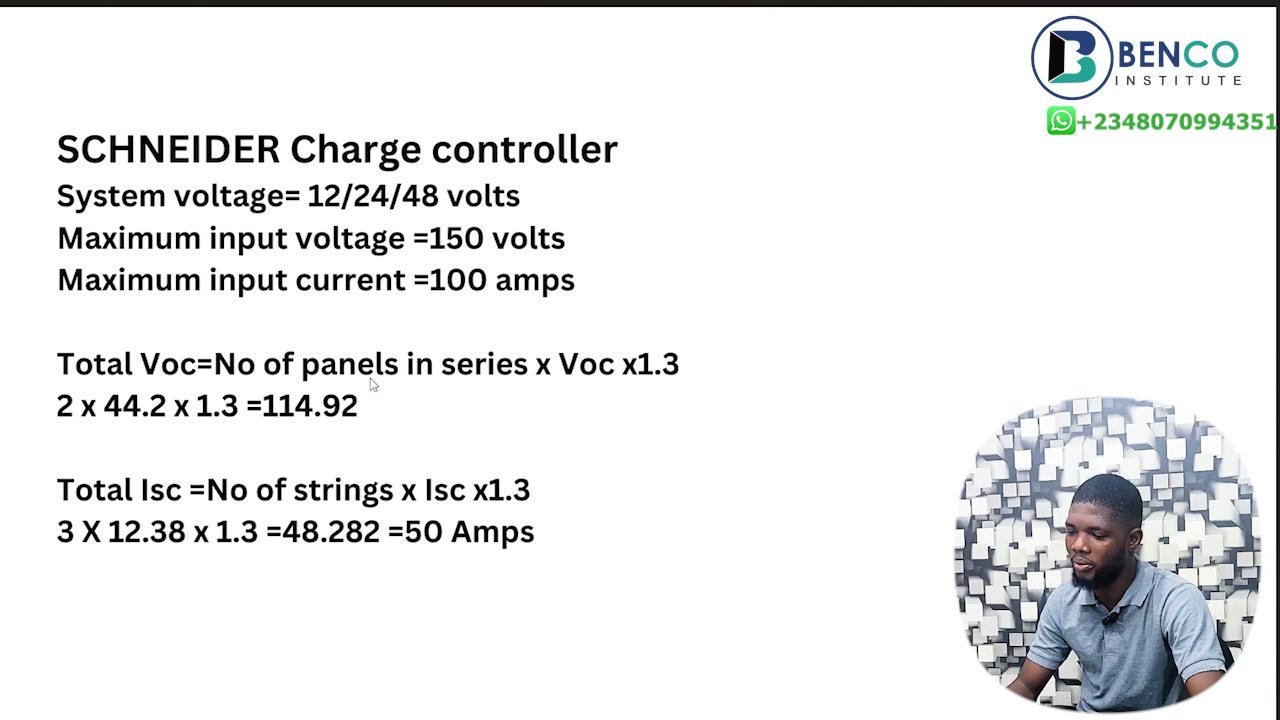 BENCO
INSTITUTE
+2348070994351
SCHNEIDER Charge controller
System voltage= 12/24/48 volts
Maximum input voltage =150 volts
Maximum input current =100 amps
Total Voc=No of panels in series x Voc x1.3
2 x 44.2 x 1.3 =114.92
Total Isc =No of strings x Isc x1.3
3 X 12.38 x 1.3 =48.282 =50 Amps